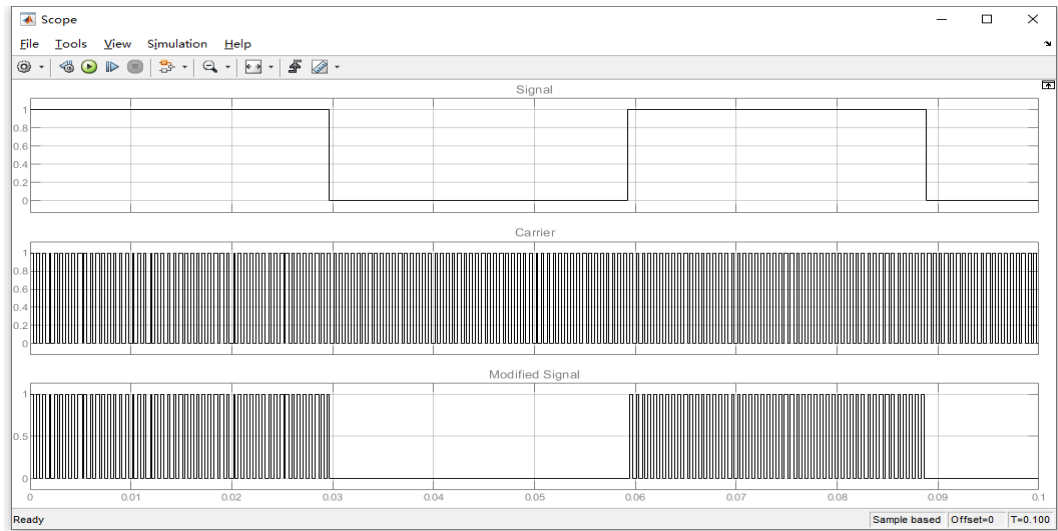 Scope
File Tools View Simulation Help
Signal
1
0.8
0.6
0.4
0.2
0
Carrier
1
0.8
0.6
0.4
0.2
0
Modified Signal
1
0.5
0
0 0.01 0.02 0.03 0.04 0.05 0.06 0.07 0.08 0.09 0.1
Ready Sample based Offset=0 T=0.100